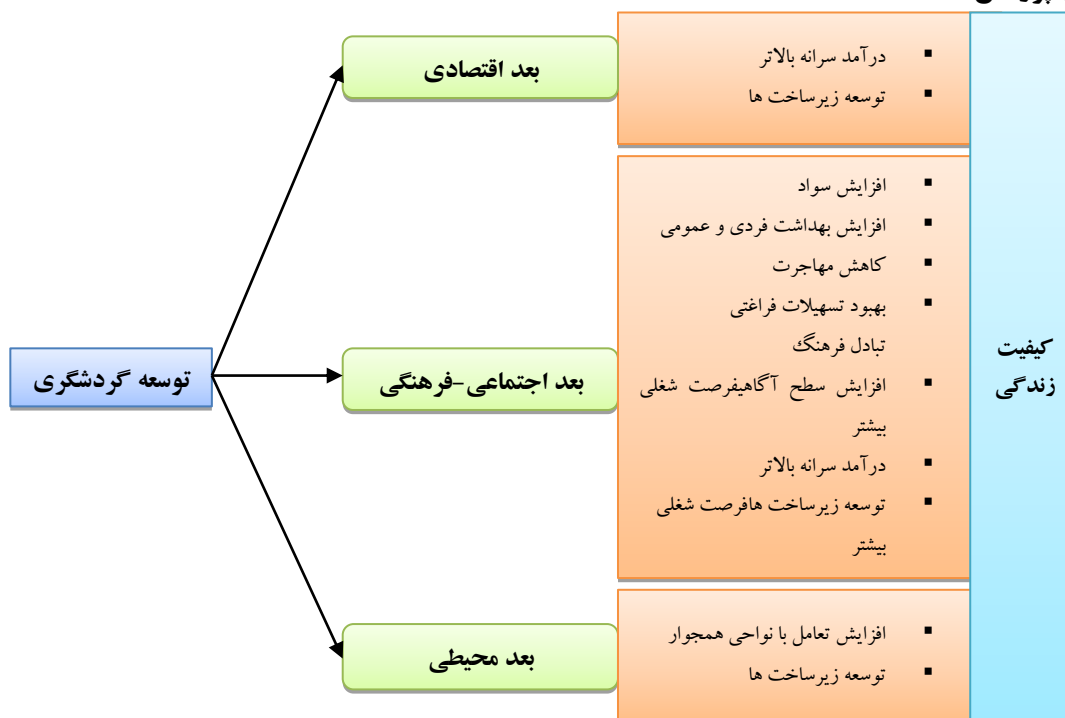 بعد اقتصادی
▪ درآمد سرانه بالاتر
▪ توسعه زیرساخت ها
▪ افزایش سواد
▪ افزایش بهداشت فردی و عمومی
▪ کاهش مهاجرت
▪ بهبود تسهیلات فراغتی
تبادل فرهنگ
▪ افزایش سطح آگاهیفرصت شغلی
بیشتر
▪ درآمد سرانه بالاتر
▪ توسعه زیرساخت هافرصت شغلی
بیشتر
کیفیت
زندگی
توسعه گردشگری
بعد اجتماعی-فرهنگی
▪ افزایش تعامل با نواحی همجوار
▪ توسعه زیرساخت ها
بعد محیطی